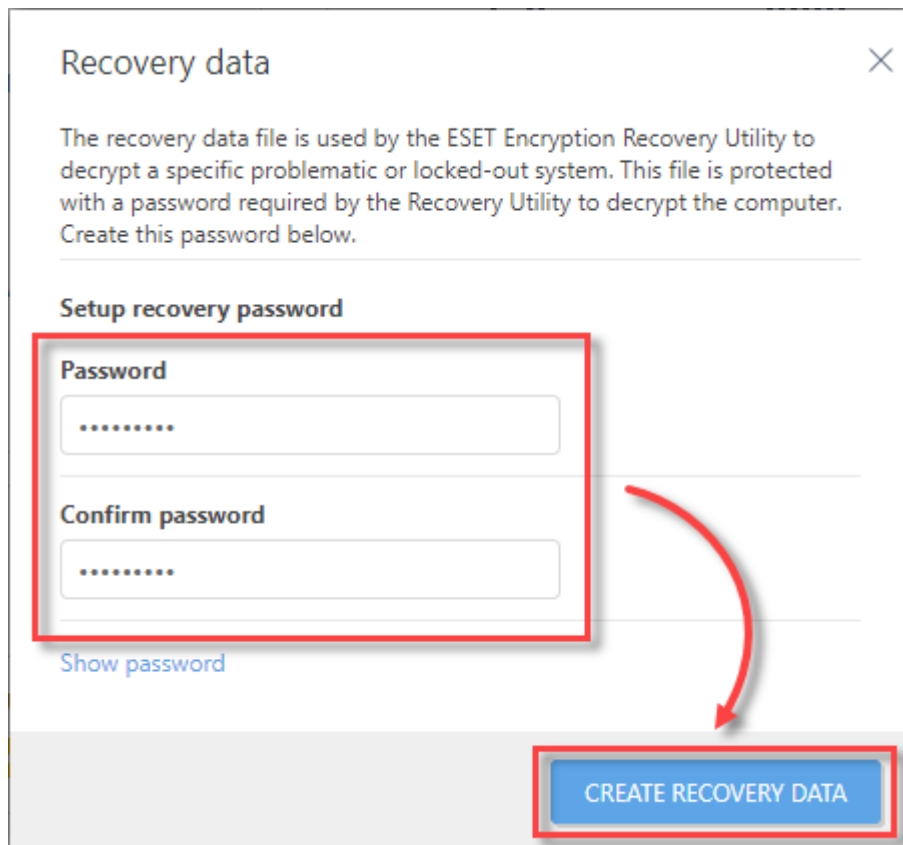 Recovery data
The recovery data file is used by the ESET Encryption Recovery Utility to
decrypt a specific problematic or locked-out system. This file is protected
with a password required by the Recovery Utility to decrypt the computer.
Create this password below.
Setup recovery password
Password
•••••••••
Confirm password
•••••••••
Show password
CREATE RECOVERY DATA